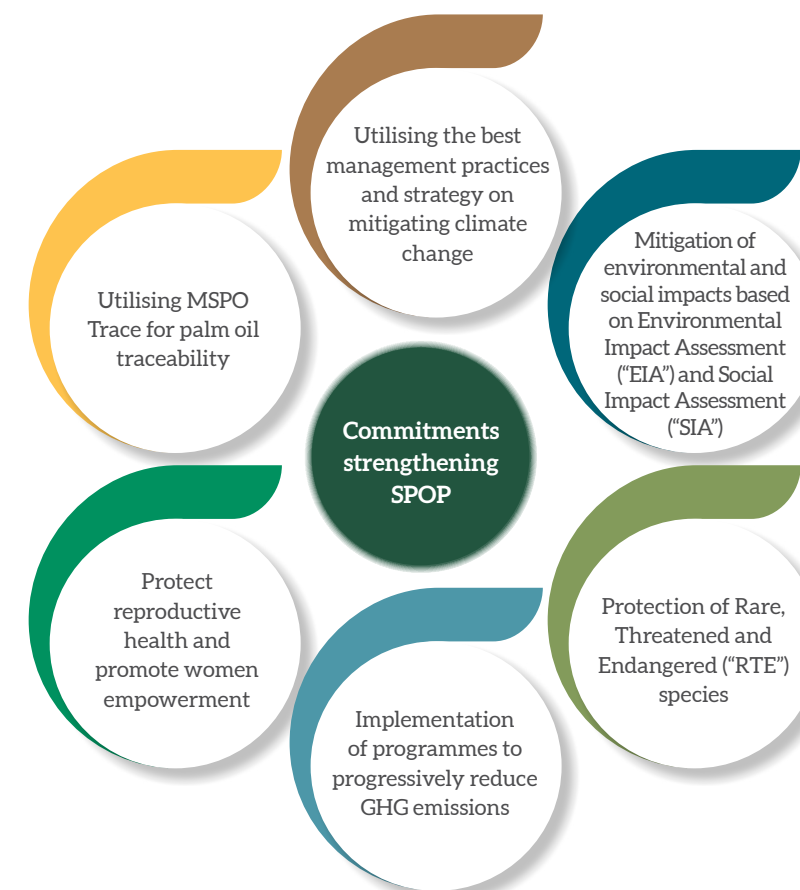 Utilising the best
management practices
and strategy on
mitigating climate
change
Mitigation of
environmental and
social impacts based
on Environmental
Impact Assessment
("EIA") and Social
Impact Assessment
("SIA")
Utilising MSPO
Trace for palm oil
traceability
Commitments
strengthening
SPOP
Protect
reproductive
health and
promote women
empowerment
Protection of Rare,
Threatened and
Endangered ("RTE")
species
Implementation
of programmes to
progressively reduce
GHG emissions